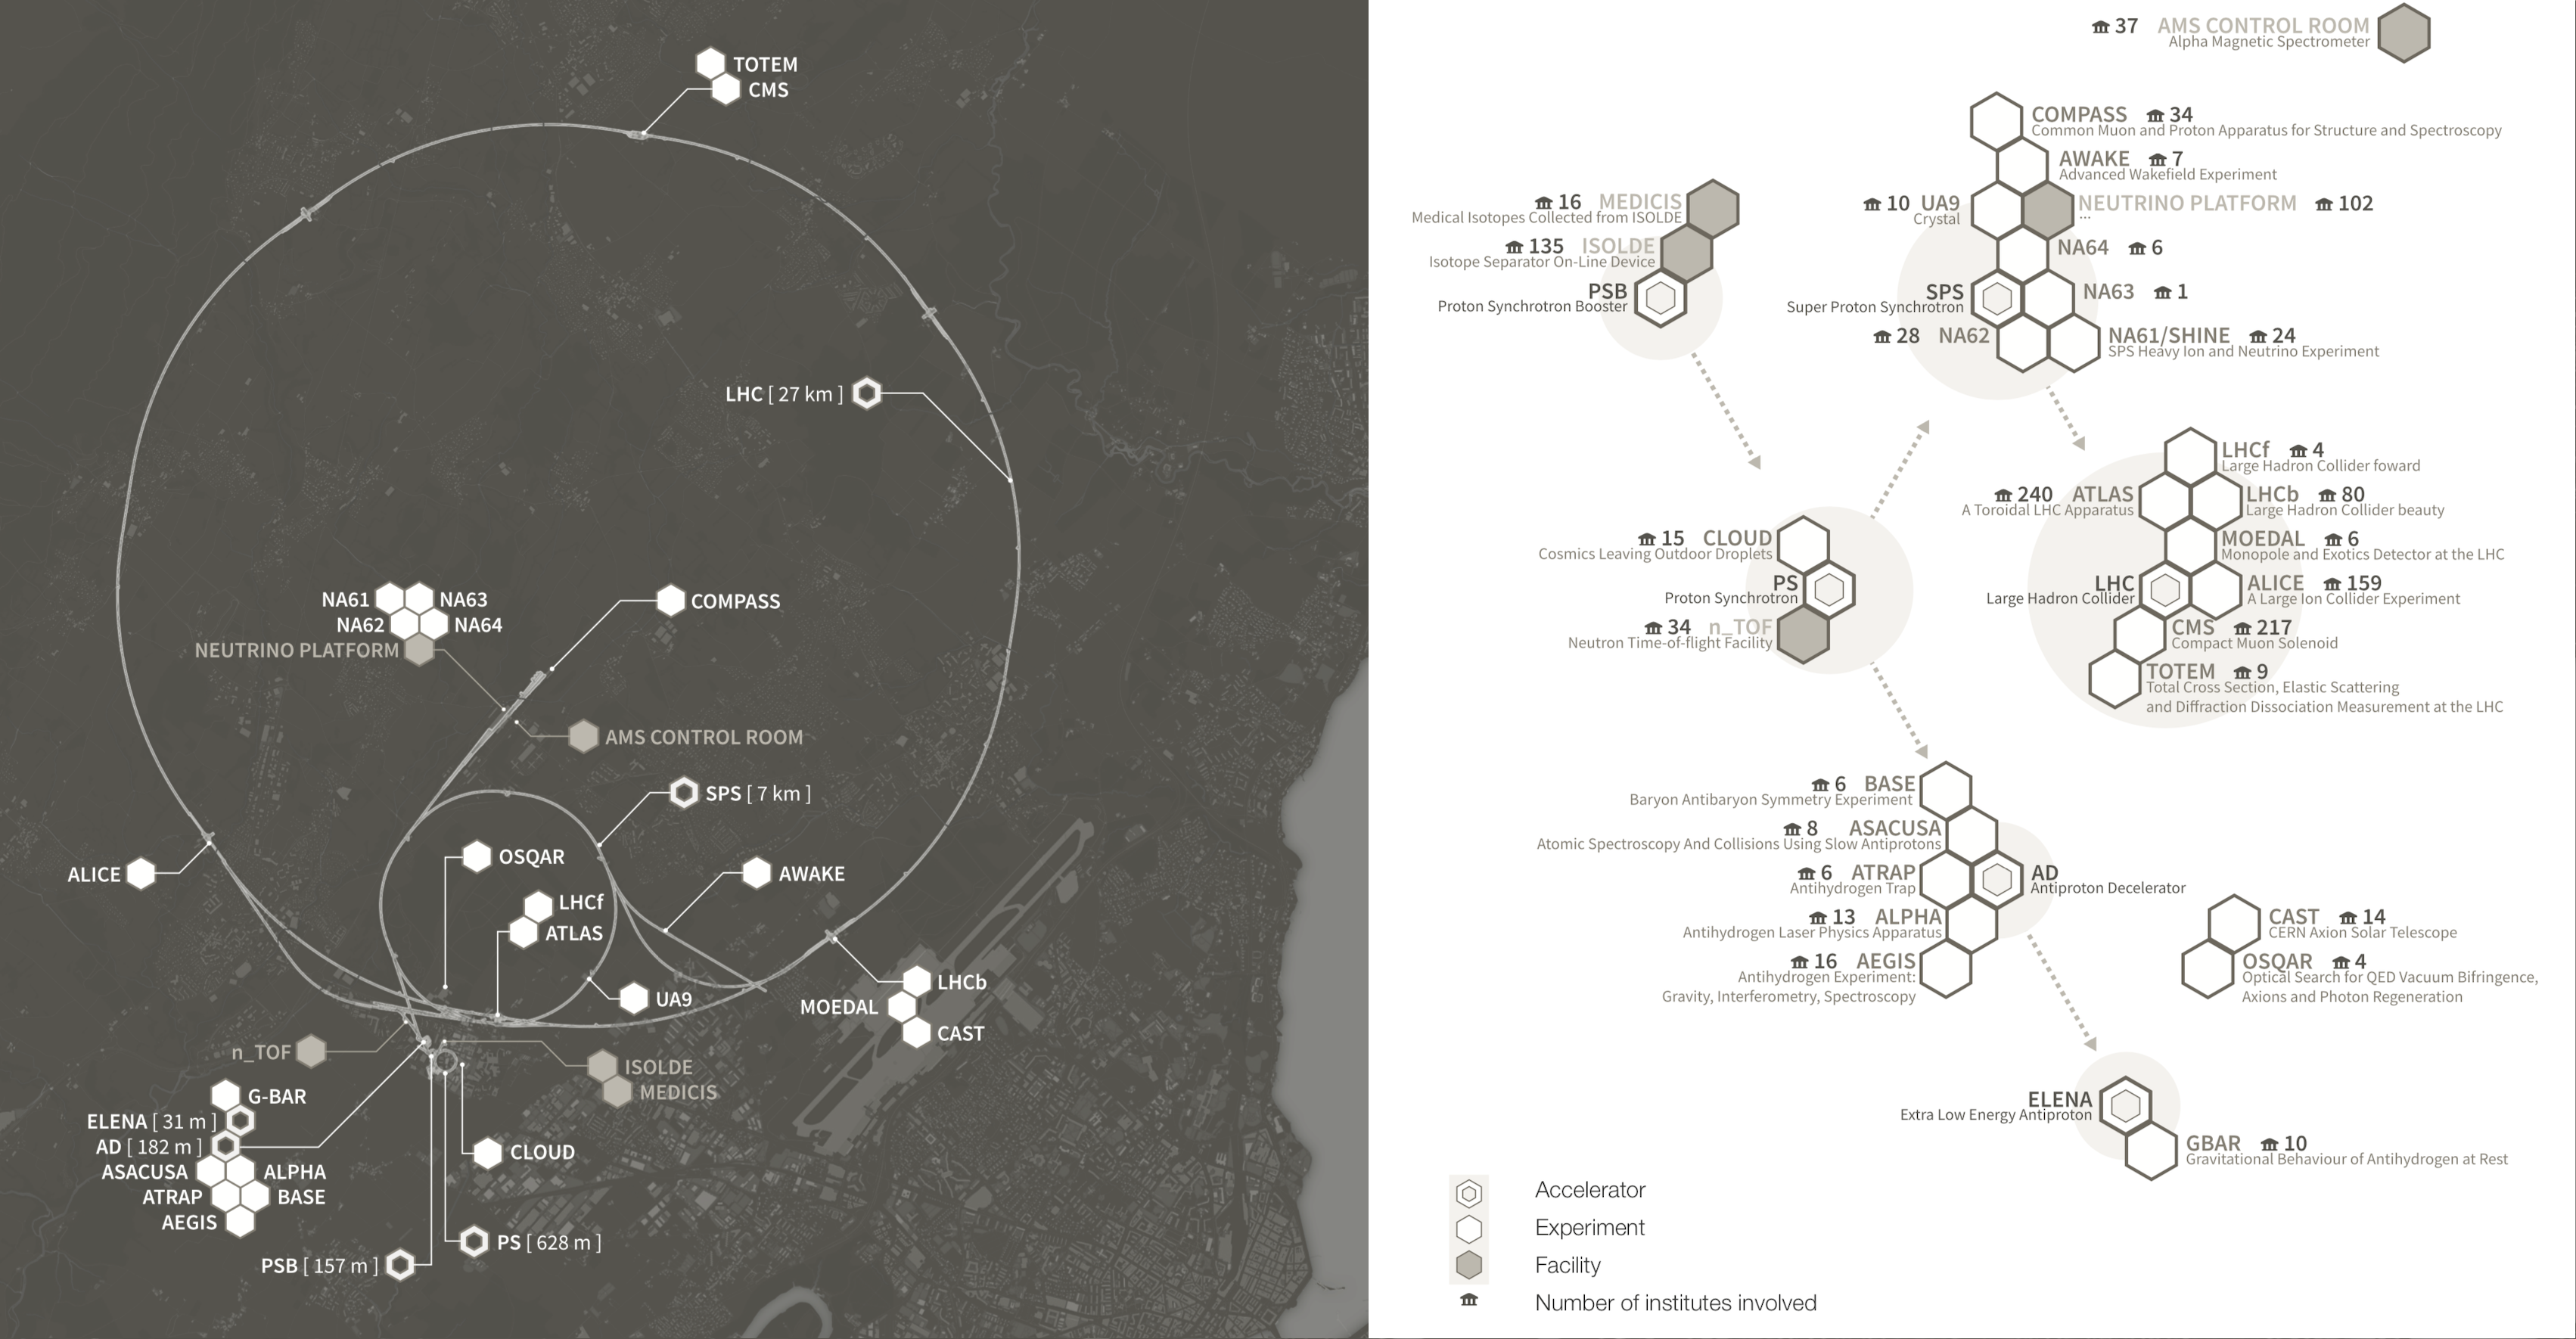 TOTEM
CMS
LHC [ 27 km ]
NA61
NA63
NA62
NA64
NEUTRINO PLATFORM
COMPASS
AMS CONTROL ROOM
SPS [ 7 km ]
OSQAR
AWAKE
ALICE
LHCf
ATLAS
UA9
LHCb
MOEDAL
CAST
n_TOF
ISOLDE
MEDICIS
G-BAR
ELENA [ 31 m ]
AD [ 182 m ]
ASACUSA
ALPHA
ATRAP
BASE
AEGIS
CLOUD
PS [ 628 m ]
PSB [ 157 m ]
37 AMS CONTROL ROOM
Alpha Magnetic Spectrometer
COMPASS 34
Common Muon and Proton Apparatus for Structure and Spectroscopy
AWAKE 7
Advanced Wakefield Experiment
10 UA9
Crystal
NEUTRINO PLATFORM 102
...
NA64 6
SPS
Super Proton Synchrotron
NA63 1
28 NA62
NA61/SHINE 24
SPS Heavy Ion and Neutrino Experiment
16 MEDICIS
Medical Isotopes Collected from ISOLDE
135 ISOLDE
Isotope Separator On-Line Device
PSB
Proton Synchrotron Booster
LHCf 4
Large Hadron Collider foward
240 ATLAS
A Toroidal LHC Apparatus
LHCb 80
Large Hadron Collider beauty
MOEDAL 6
Monopole and Exotics Detector at the LHC
LHC
Large Hadron Collider
ALICE 159
A Large Ion Collider Experiment
CMS 217
Compact Muon Solenoid
TOTEM 9
Total Cross Section, Elastic Scattering
and Diffraction Dissociation Measurement at the LHC
15 CLOUD
Cosmics Leaving Outdoor Droplets
PS
Proton Synchrotron
34 n_TOF
Neutron Time-of-flight Facility
6 BASE
Baryon Antibaryon Symmetry Experiment
8 ASACUSA
Atomic Spectroscopy And Collisions Using Slow Antiprotons
6 ATRAP
Antihydrogen Trap
AD
Antiproton Decelerator
13 ALPHA
Antihydrogen Laser Physics Apparatus
16 AEGIS
Antihydrogen Experiment:
Gravity, Interferometry, Spectroscopy
CAST 14
CERN Axion Solar Telescope
OSQAR 4
Optical Search for QED Vacuum Bifringence,
Axions and Photon Regeneration
ELENA
Extra Low Energy Antiproton
GBAR 10
Gravitational Behaviour of Antihydrogen at Rest
Accelerator
Experiment
Facility
Number of institutes involved